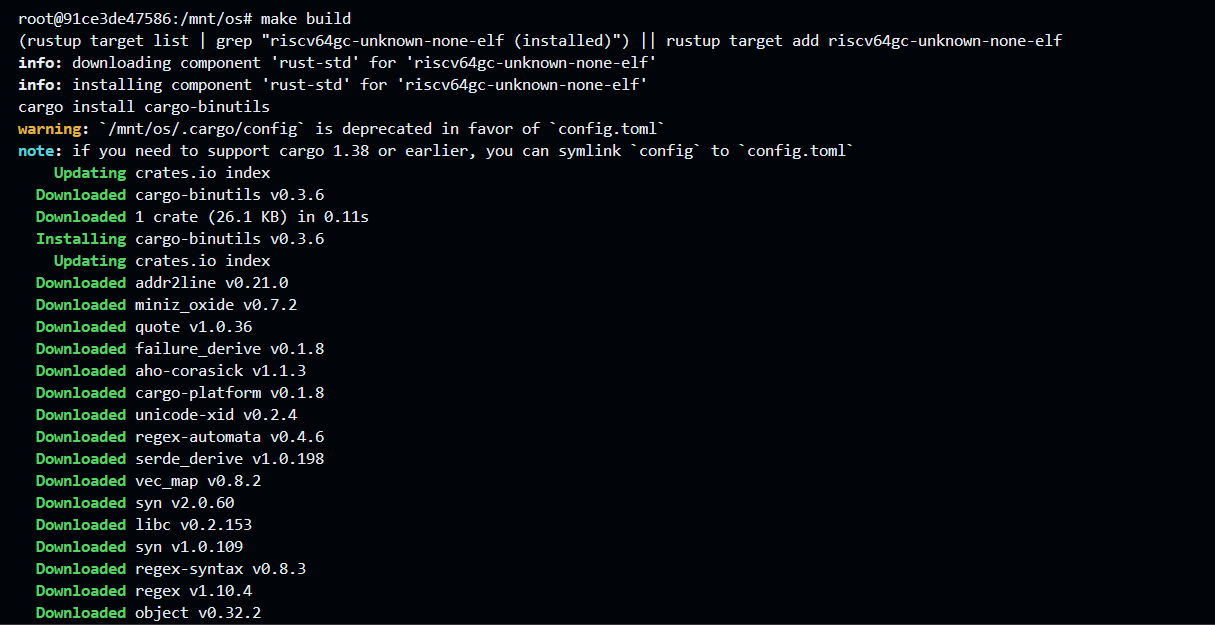 root@91ce3de47586:/mnt/os# make build
(rustup target list | grep "riscv64gc-unknown-none-elf (installed)") || rustup target add riscv64gc-unknown-none-elf
info: downloading component 'rust-std' for 'riscv64gc-unknown-none-elf'
info: installing component 'rust-std' for 'riscv64gc-unknown-none-elf'
cargo install cargo-binutils
warning: `/mnt/os/.cargo/config` is deprecated in favor of `config.toml`
note: if you need to support cargo 1.38 or earlier, you can symlink `config` to `config.toml`
Updating crates.io index
Downloaded cargo-binutils v0.3.6
Downloaded 1 crate (26.1 KB) in 0.11s
Installing cargo-binutils v0.3.6
Updating crates.io index
Downloaded addr2line v0.21.0
Downloaded miniz_oxide v0.7.2
Downloaded quote v1.0.36
Downloaded failure_derive v0.1.8
Downloaded aho-corasick v1.1.3
Downloaded cargo-platform v0.1.8
Downloaded unicode-xid v0.2.4
Downloaded regex-automata v0.4.6
Downloaded serde_derive v1.0.198
Downloaded vec_map v0.8.2
Downloaded syn v2.0.60
Downloaded libc v0.2.153
Downloaded syn v1.0.109
Downloaded regex-syntax v0.8.3
Downloaded regex v1.10.4
Downloaded object v0.32.2